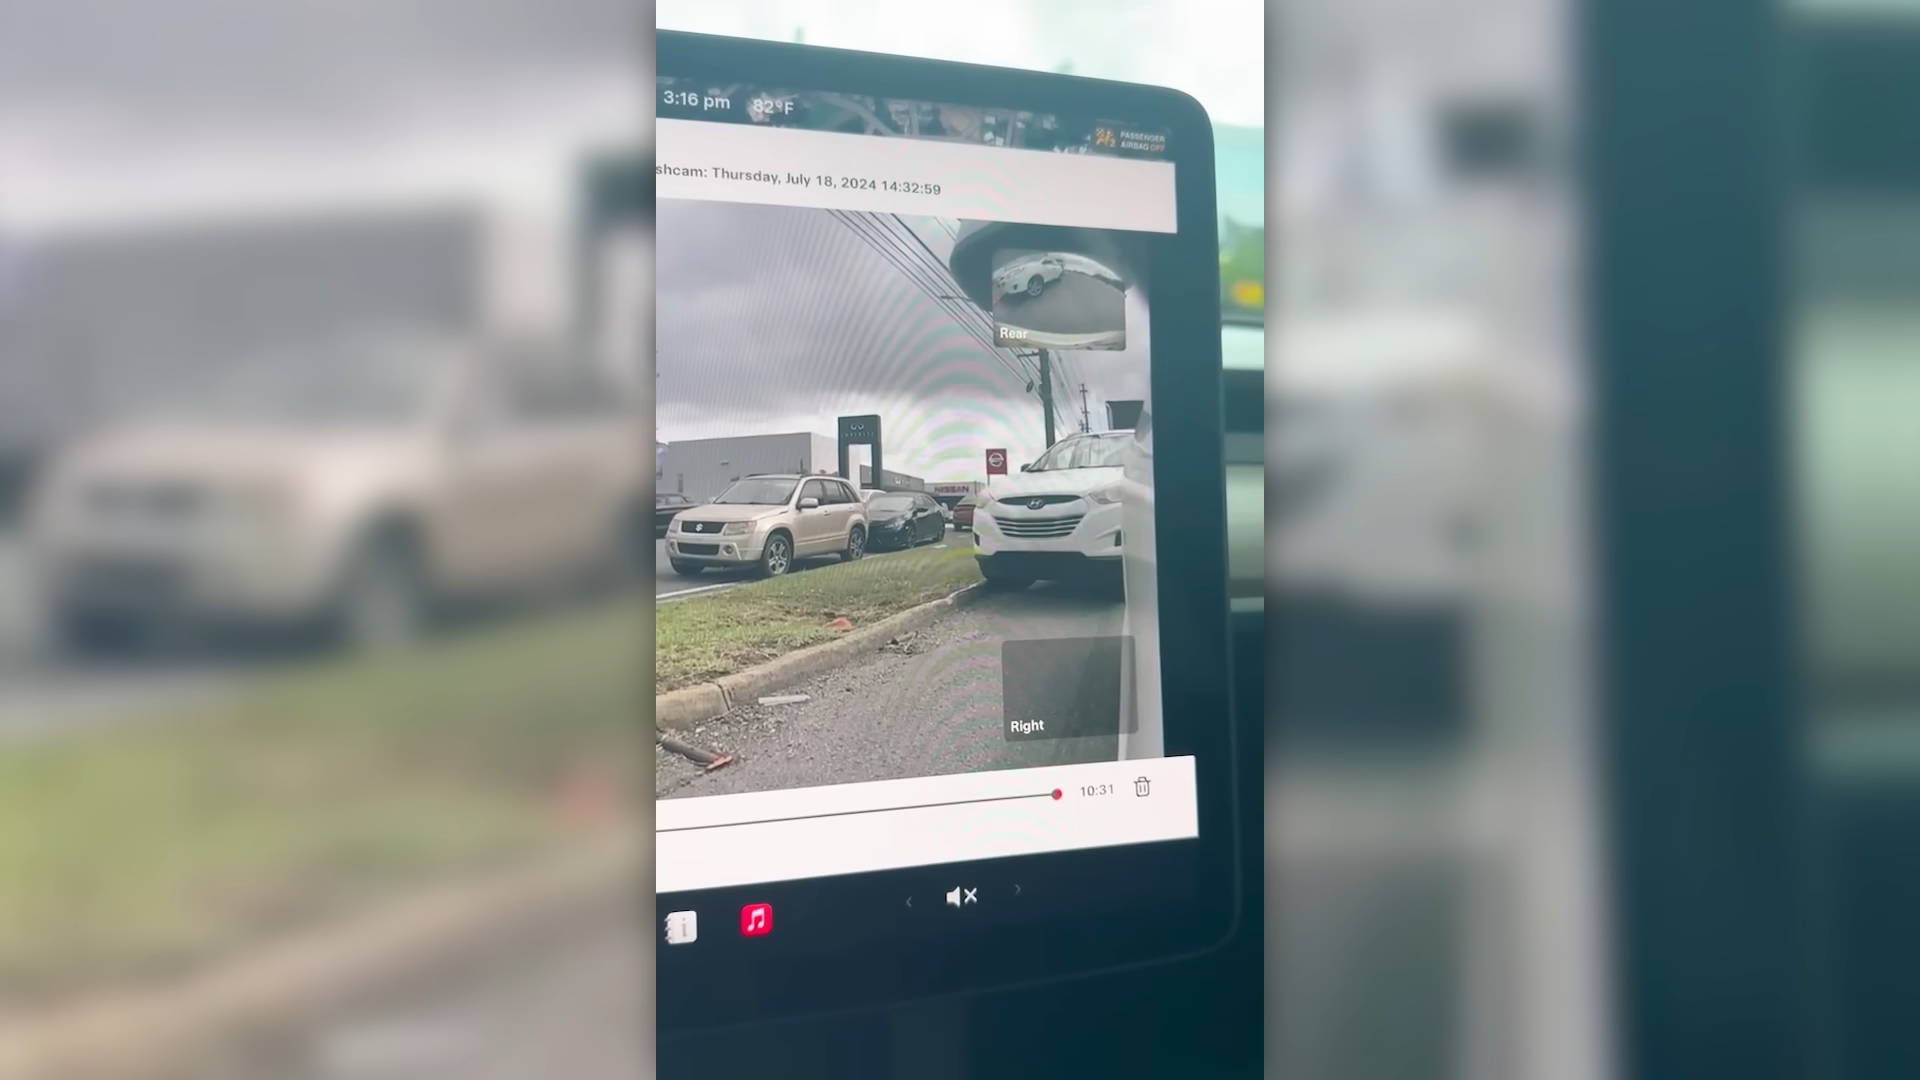 3:16 pm 82°F
PASSENGER
AIRBAG OFF
shcam: Thursday, July 18, 2024 14:32:59
Rear
INFINITI
NISSAN
Right
10:31